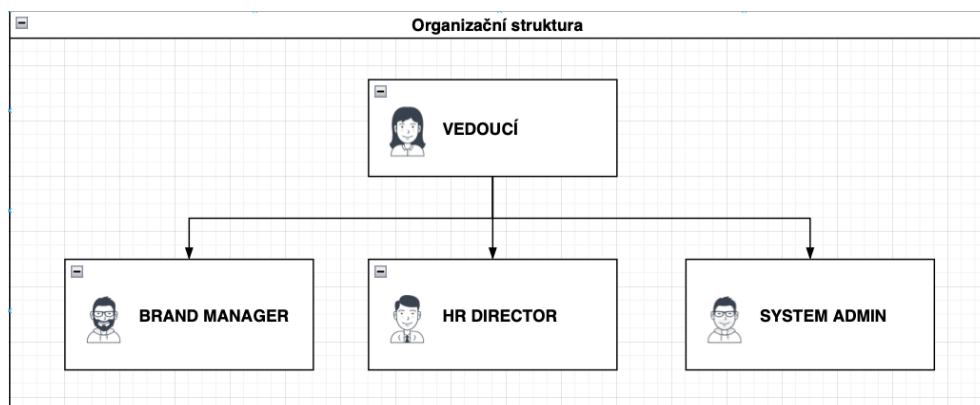 Organizační struktura
VEDOUCÍ
BRAND MANAGER
HR DIRECTOR
SYSTEM ADMIN